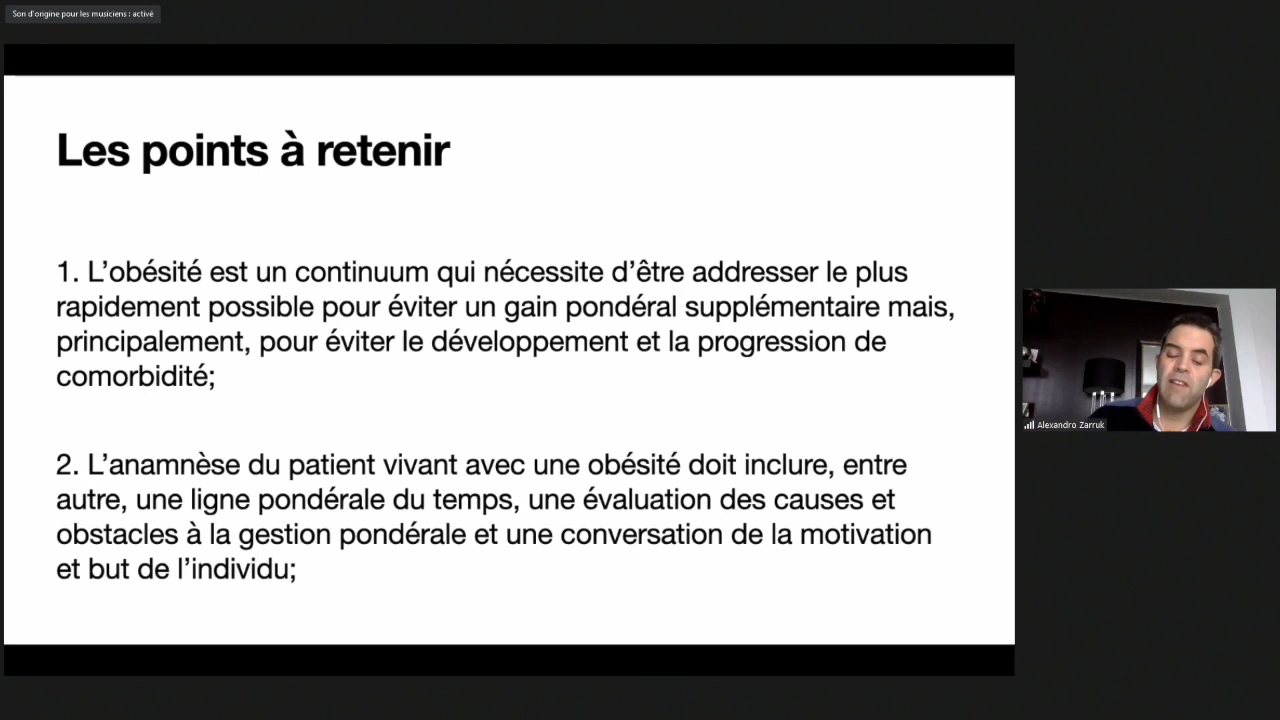 Son d'origine pour les musiciens : activé
Les points à retenir
1. L’obésité est un continuum qui nécessite d’être addresser le plus
rapidement possible pour éviter un gain pondéral supplémentaire mais,
principalement, pour éviter le développement et la progression de
comorbidité;
2. L’anamnèse du patient vivant avec une obésité doit inclure, entre
autre, une ligne pondérale du temps, une évaluation des causes et
obstacles à la gestion pondérale et une conversation de la motivation
et but de l’individu;
Alexandro Zarruk